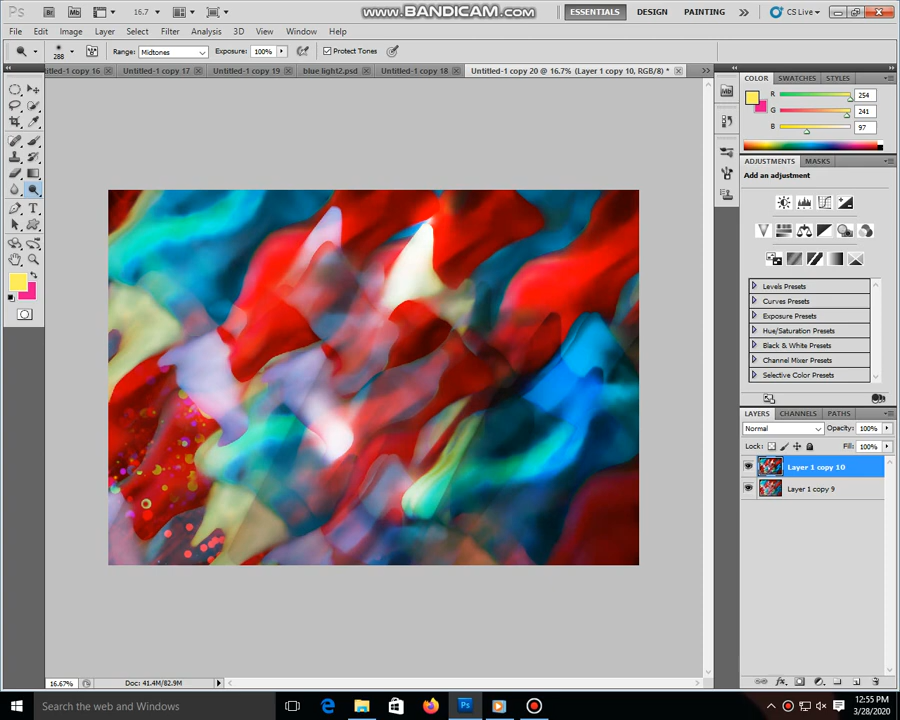 Ps Br Mb 16.7 www.BANDICAM.com ESSENTIALS DESIGN PAINTING CS Live
File Edit Image Layer Select Filter Analysis 3D View Window Help
288 Range: Midtones Exposure: 100% Protect Tones
Untitled-1 copy 16 Untitled-1 copy 17 Untitled-1 copy 19 blue light2.psd Untitled-1 copy 18 Untitled-1 copy 20 @ 16.7% (Layer 1 copy 10, RGB/8) *
COLOR SWATCHES STYLES
R 254
G 241
B 97
ADJUSTMENTS MASKS
Add an adjustment
Levels Presets
Curves Presets
Exposure Presets
Hue/Saturation Presets
Black & White Presets
Channel Mixer Presets
Selective Color Presets
LAYERS CHANNELS PATHS
Normal Opacity: 100%
Lock: Fill: 100%
Layer 1 copy 10
Layer 1 copy 9
16.67% Doc: 41.4M/82.9M
Search the web and Windows
12:55 PM
3/28/2020